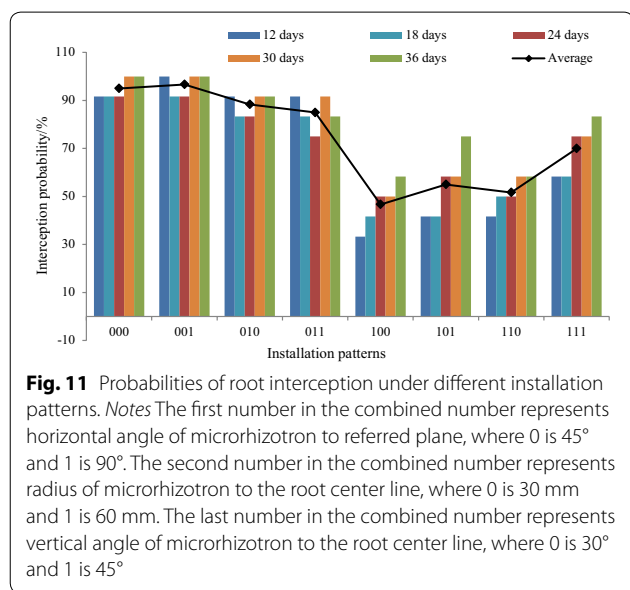 12 days 18 days 24 days
30 days 36 days Average
Interception probability/%
110
90
70
50
30
10
-10
000 001 010 011 100 101 110 111
Installation patterns
Fig. 11 Probabilities of root interception under different installation
patterns. Notes The first number in the combined number represents
horizontal angle of microrhizotron to referred plane, where 0 is 45°
and 1 is 90°. The second number in the combined number represents
radius of microrhizotron to the root center line, where 0 is 30 mm
and 1 is 60 mm. The last number in the combined number represents
vertical angle of microrhizotron to the root center line, where 0 is 30°
and 1 is 45°